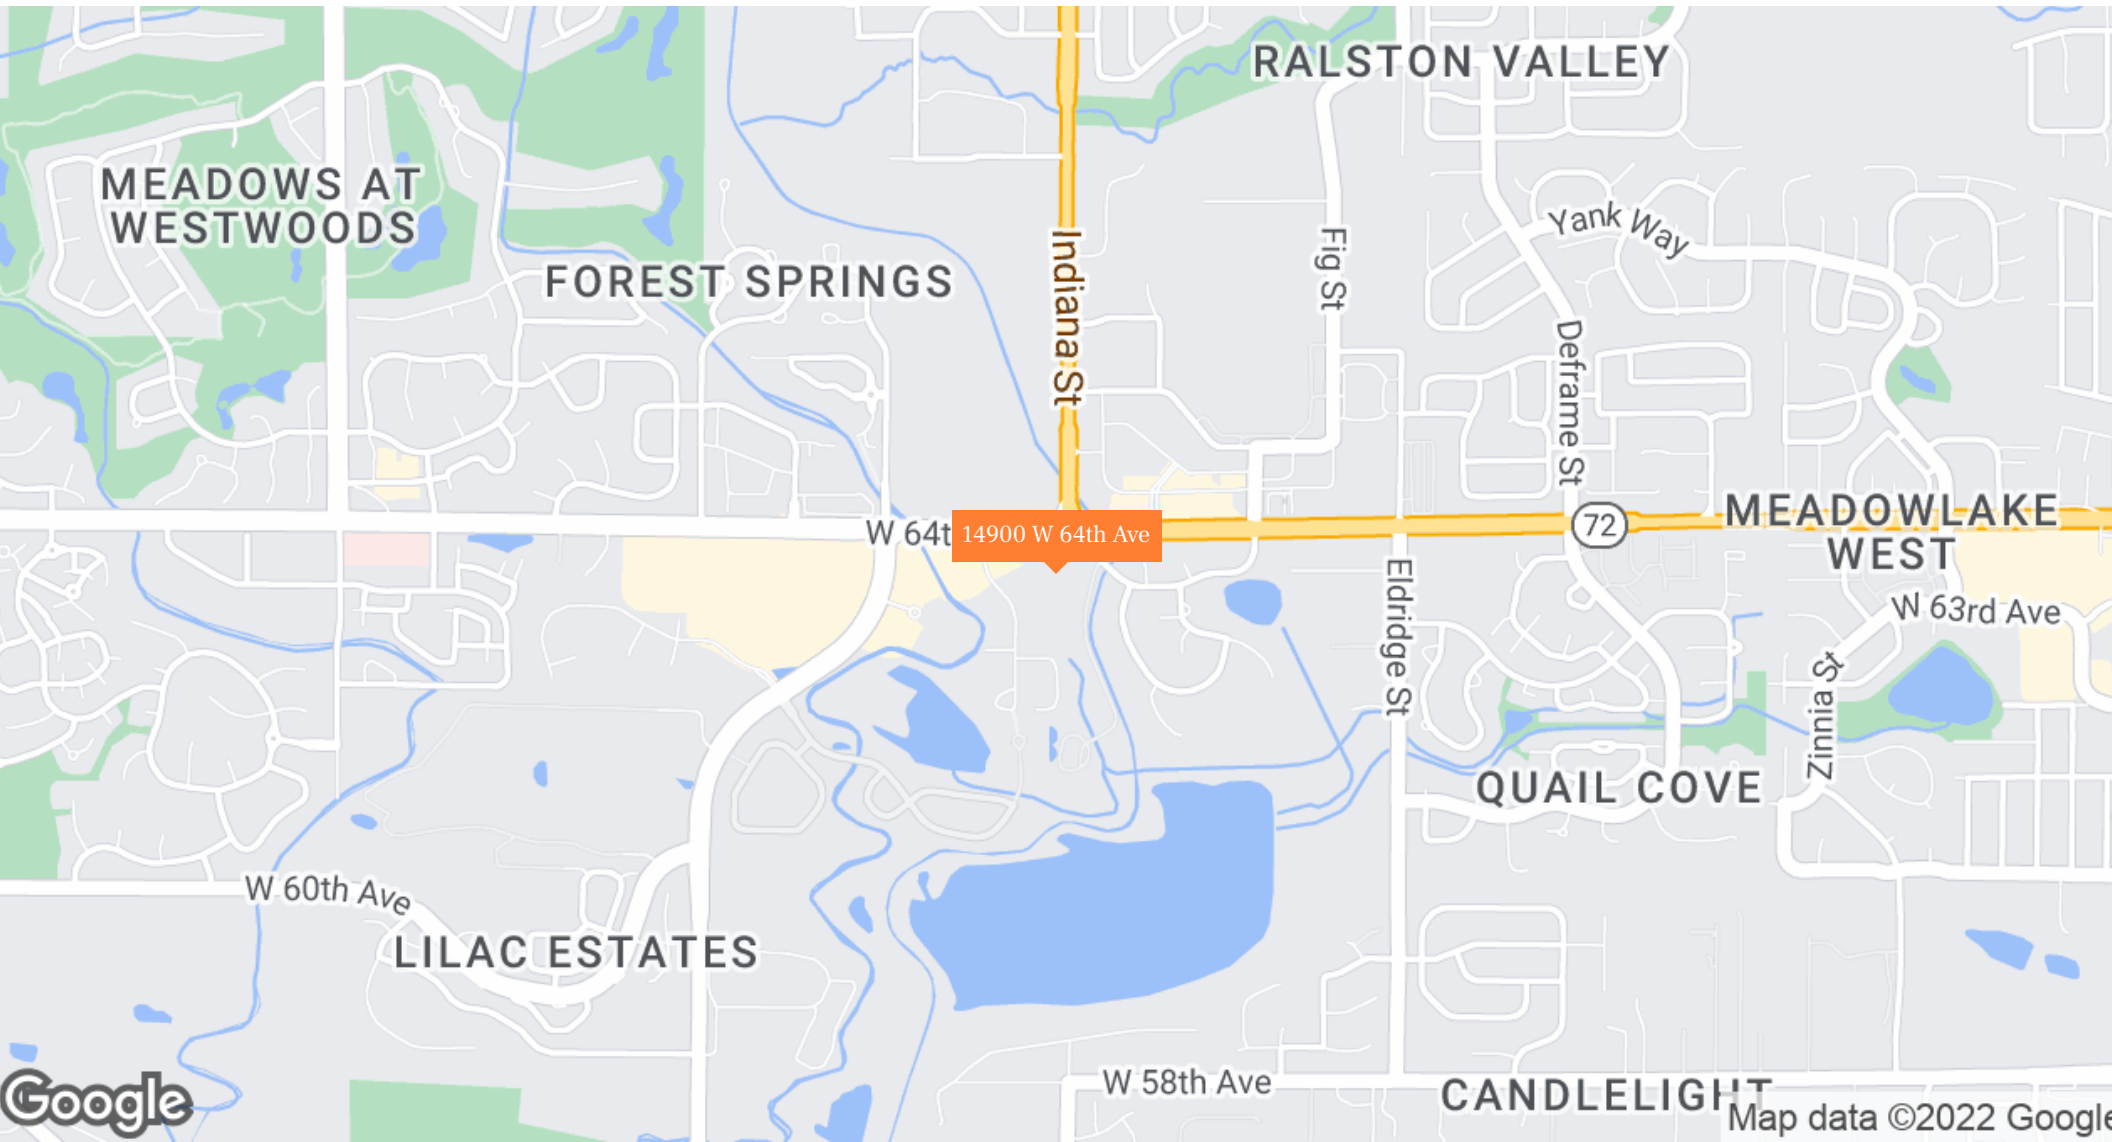 RALSTON VALLEY
MEADOWS AT
WESTWOODS
Yank Way
FOREST SPRINGS
Indiana St
Fig St
Deframe St
W 64t
14900 W 64th Ave
72
MEADOWLAKE
WEST
Eldridge St
W 63rd Ave
Zinnia St
QUAIL COVE
W 60th Ave
LILAC ESTATES
W 58th Ave
CANDLELIGHT
Google
Map data ©2022 Google